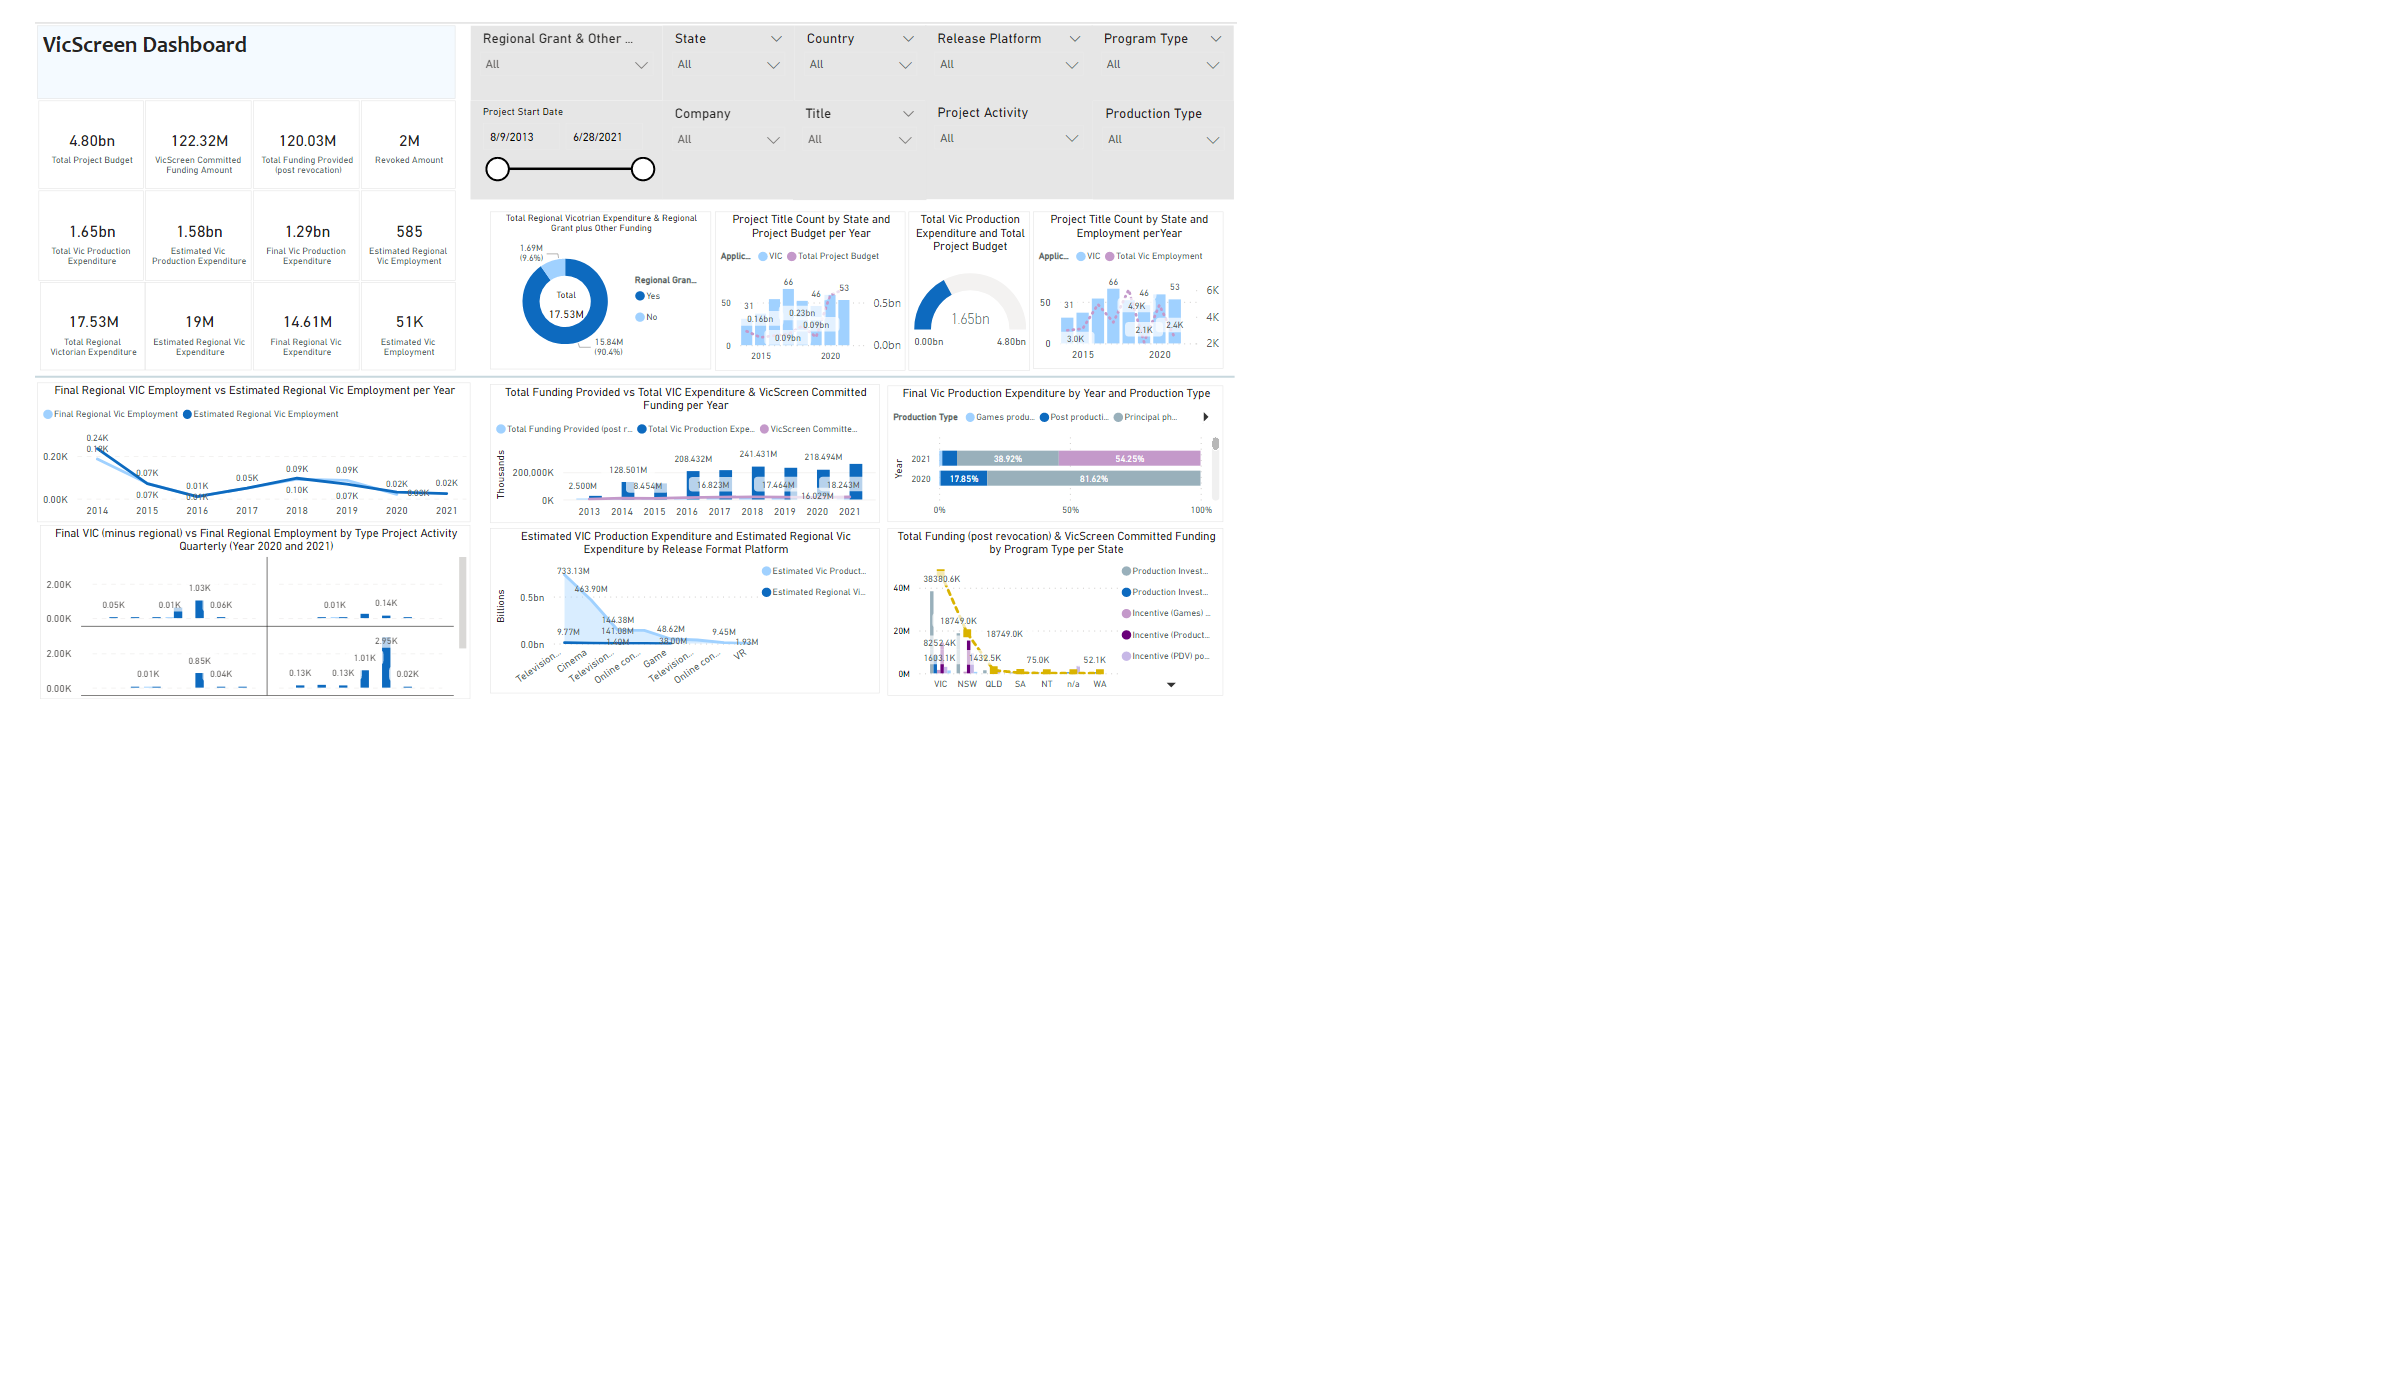 VicScreen Dashboard
Regional Grant & Other ...
All
State
All
Country
All
Release Platform
All
Program Type
All
Project Start Date
8/9/2013
6/28/2021
Company
All
Title
All
Project Activity
All
Production Type
All
4.80bn
Total Project Budget
122.32M
VicScreen Committed
Funding Amount
120.03M
Total Funding Provided
(post revocation)
2M
Revoked Amount
1.65bn
Total Vic Production
Expenditure
1.58bn
Estimated Vic
Production Expenditure
1.29bn
Final Vic Production
Expenditure
585
Estimated Regional
Vic Employment
17.53M
Total Regional
Victorian Expenditure
19M
Estimated Regional Vic
Expenditure
14.61M
Final Regional Vic
Expenditure
51K
Estimated Vic
Employment
Total Regional Vicotrian Expenditure & Regional
Grant plus Other Funding
1.69M
(9.6%)
Total
17.53M
15.84M
(90.4%)
Regional Gran...
Yes
No
Project Title Count by State and
Project Budget per Year
Applic...
VIC
Total Project Budget
50
0
31
66
46
53
0.16bn
0.23bn
0.09bn
0.09bn
0.5bn
0.0bn
2015
2020
Total Vic Production
Expenditure and Total
Project Budget
1.65bn
0.00bn
4.80bn
Project Title Count by State and
Employment perYear
Applic...
VIC
Total Vic Employment
50
0
31
66
46
53
4.9K
2.1K
2.4K
3.0K
6K
4K
2K
2015
2020
Final Regional VIC Employment vs Estimated Regional Vic Employment per Year
Final Regional Vic Employment
Estimated Regional Vic Employment
0.20K
0.00K
0.24K
0.07K
0.07K
0.01K
0.05K
0.09K
0.10K
0.09K
0.07K
0.02K
0.02K
2014
2015
2016
2017
2018
2019
2020
2021
Total Funding Provided vs Total VIC Expenditure & VicScreen Committed
Funding per Year
Total Funding Provided (post r...
Total Vic Production Expe...
VicScreen Committe...
Thousands
200,000K
0K
2.500M
128.501M
8.454M
208.432M
16.823M
241.431M
17.464M
218.494M
16.029M
18.243M
2013
2014
2015
2016
2017
2018
2019
2020
2021
Final Vic Production Expenditure by Year and Production Type
Production Type
Games produ...
Post producti...
Principal ph...
Year
2021
38.92%
54.25%
2020
17.85%
81.62%
0%
50%
100%
Final VIC (minus regional) vs Final Regional Employment by Type Project Activity
Quarterly (Year 2020 and 2021)
2.00K
0.00K
0.05K
0.01K
1.03K
0.06K
0.01K
0.14K
2.00K
0.00K
0.01K
0.85K
0.04K
0.13K
0.13K
1.01K
2.95K
0.02K
Estimated VIC Production Expenditure and Estimated Regional Vic
Expenditure by Release Format Platform
Estimated Vic Product...
Estimated Regional Vi...
Billions
0.5bn
0.0bn
733.13M
463.90M
144.38M
141.08M
48.62M
9.45M
1.93M
9.77M
Television...
Cinema
Television...
Online con...
Game
Television...
Online con...
VR
Total Funding (post revocation) & VicScreen Committed Funding
by Program Type per State
40M
20M
0M
38380.6K
18749.0K
18749.0K
1432.5K
75.0K
52.1K
VIC
NSW
QLD
SA
NT
n/a
WA
Production Invest...
Production Invest...
Incentive (Games) ...
Incentive (Product...
Incentive (PDV) po...